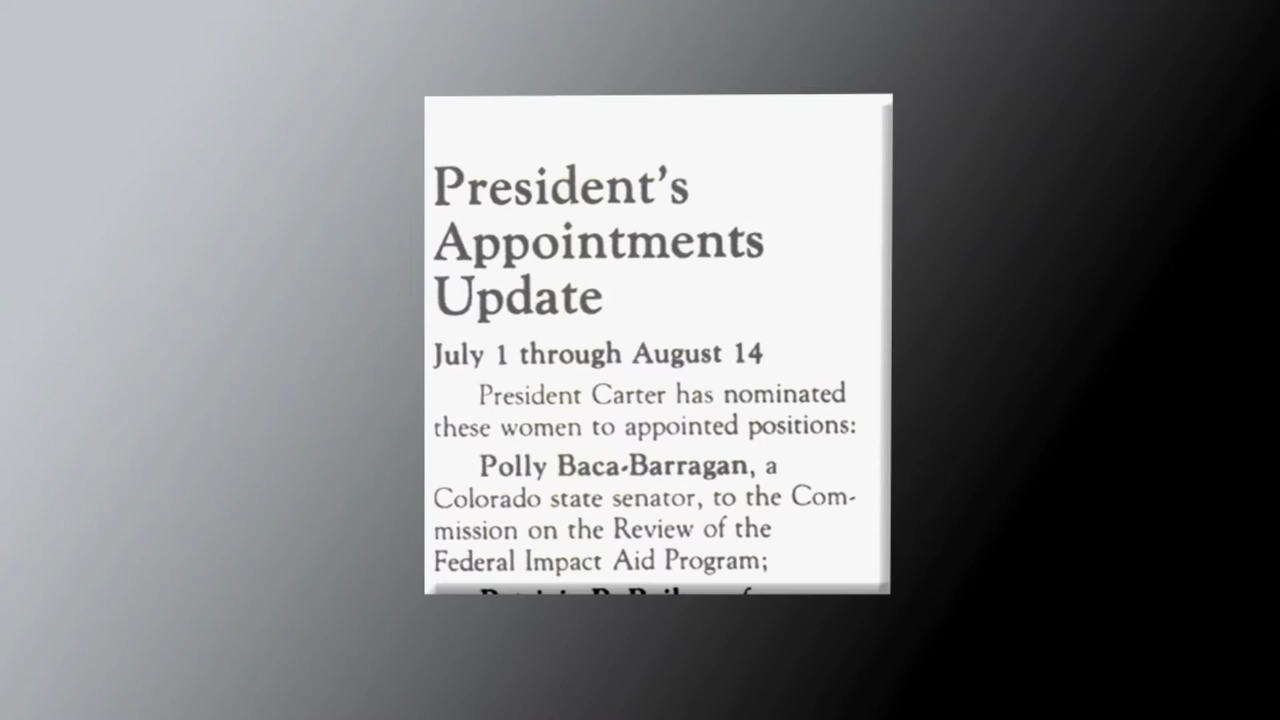 President's
Appointments
Update
July 1 through August 14
President Carter has nominated
these women to appointed positions:
Polly Baca-Barragan, a
Colorado state senator, to the Com-
mission on the Review of the
Federal Impact Aid Program;